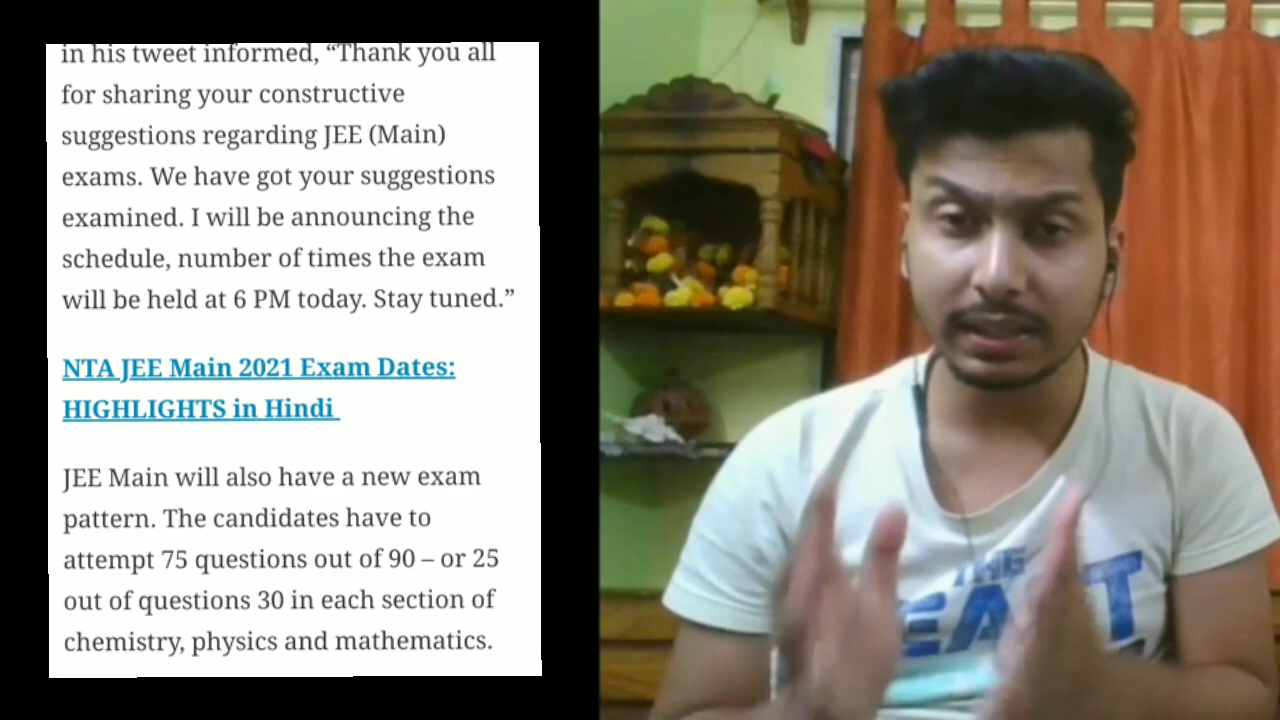 in his tweet informed, “Thank you all
for sharing your constructive
suggestions regarding JEE (Main)
exams. We have got your suggestions
examined. I will be announcing the
schedule, number of times the exam
will be held at 6 PM today. Stay tuned.”
NTA JEE Main 2021 Exam Dates:
HIGHLIGHTS in Hindi
JEE Main will also have a new exam
pattern. The candidates have to
attempt 75 questions out of 90 – or 25
out of questions 30 in each section of
chemistry, physics and mathematics.
THE